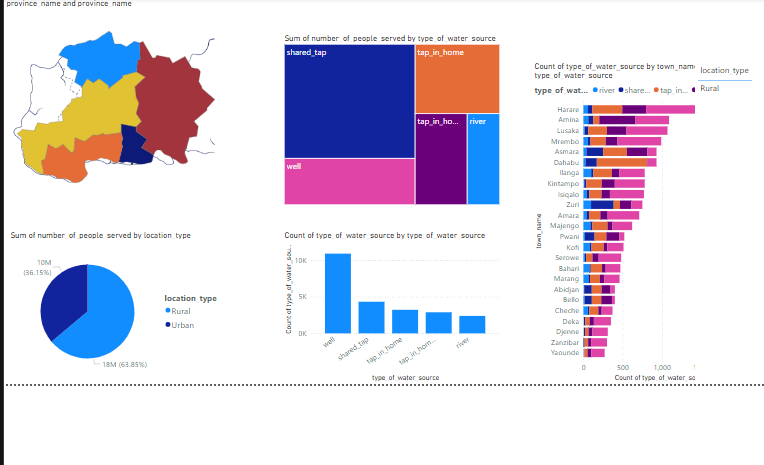 province_name and province_name
Sum of number_of_people_served by type_of_water_source
shared_tap
tap_in_home
tap_in_ho...
river
well
Count of type_of_water_source by town_name
type_of_water_source
type_of_wat...
river
share...
tap_in...
location_type
Rural
Harare
Amina
Lusaka
Mrembo
Asmara
Dahabu
Ilanga
Kintampo
Isiqalo
Zuri
Amara
Majengo
Pwani
Kofi
Serowe
Bahari
Marang
Abidjan
Bello
Cheche
Deka
Djenne
Zanzibar
Yaounde
town_name
0
500
1,000
Count of type_of_water_so
Sum of number_of_people_served by location_type
10M
(36.15%)
18M (63.85%)
location_type
Rural
Urban
Count of type_of_water_source by type_of_water_source
Count of type_of_water_sou...
10K
5K
0K
well
shared_tap
tap_in_home
tap_in_hom...
river
type_of_water_source